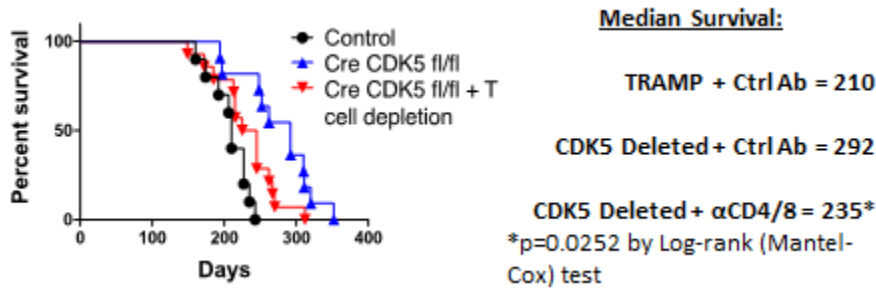 Percent survival
100
50
0
0
100
200
300
400
Days
Control
Cre CDK5 fl/fl
Cre CDK5 fl/fl + T
cell depletion
Median Survival:
TRAMP + Ctrl Ab = 210
CDK5 Deleted + Ctrl Ab = 292
CDK5 Deleted + αCD4/8 = 235*
*p=0.0252 by Log-rank (Mantel-
Cox) test